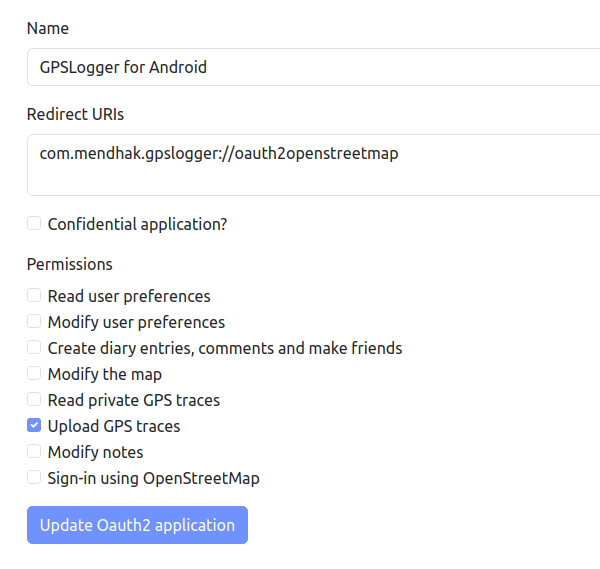 Name
GPSLogger for Android
Redirect URIs
com.mendhak.gpslogger://oauth2openstreetmap
Confidential application?
Permissions
Read user preferences
Modify user preferences
Create diary entries, comments and make friends
Modify the map
Read private GPS traces
Upload GPS traces
Modify notes
Sign-in using OpenStreetMap
Update Oauth2 application